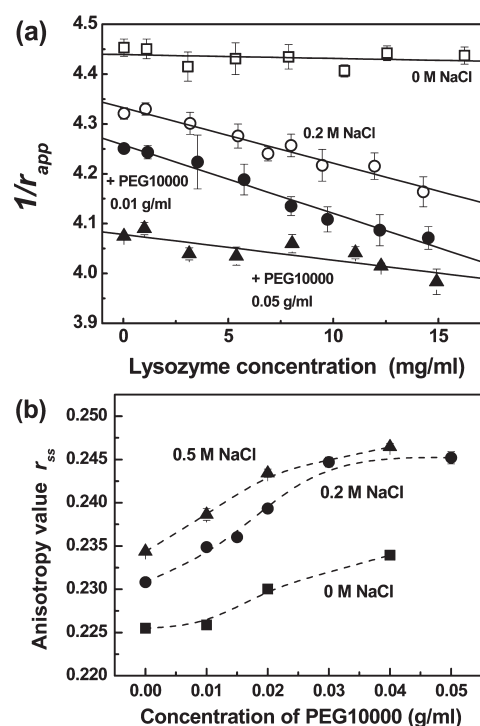 (a)
4.5
4.4
4.3
4.2
4.1
4.0
3.9
1/r_app
0 M NaCl
0.2 M NaCl
+ PEG10000
0.01 g/ml
+ PEG10000
0.05 g/ml
0 5 10 15
Lysozyme concentration (mg/ml)
(b)
0.250
0.245
0.240
0.235
0.230
0.225
0.220
Anisotropy value r_ss
0.5 M NaCl
0.2 M NaCl
0 M NaCl
0.00 0.01 0.02 0.03 0.04 0.05
Concentration of PEG10000 (g/ml)